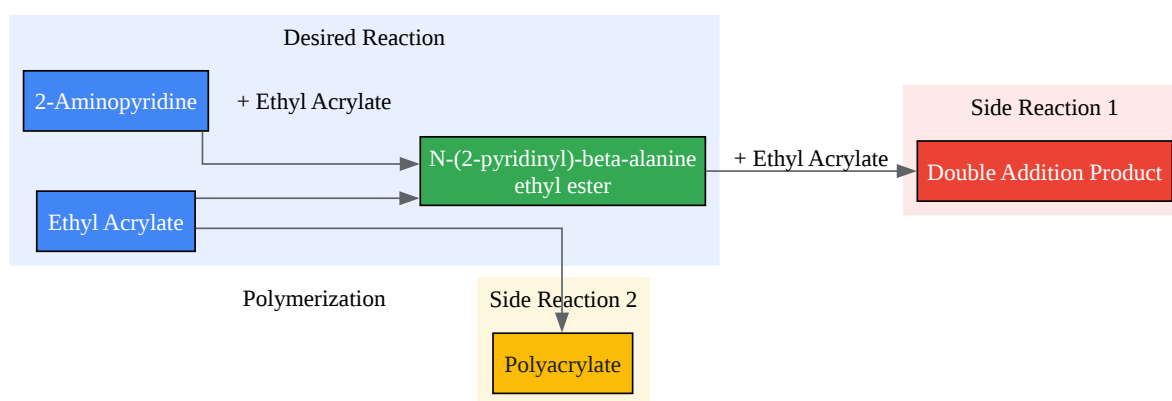 Desired Reaction
2-Aminopyridine
+ Ethyl Acrylate
N-(2-pyridinyl)-beta-alanine
ethyl ester
Ethyl Acrylate
+ Ethyl Acrylate
Side Reaction 1
Double Addition Product
Polymerization
Side Reaction 2
Polyacrylate